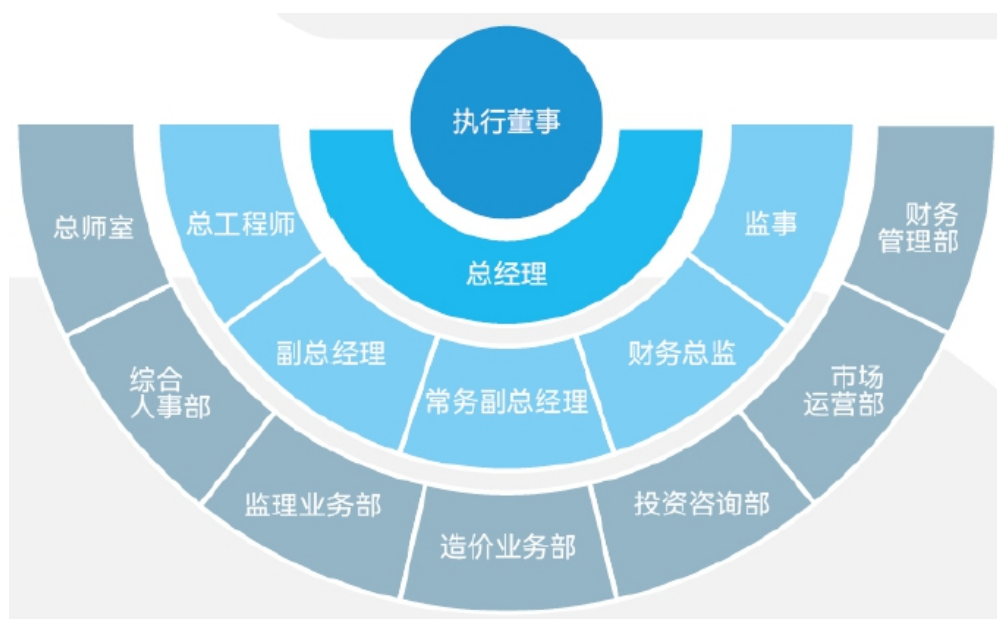 执行董事
总经理
总工程师
副总经理
常务副总经理
财务总监
监事
总师室
综合
人事部
监理业务部
造价业务部
投资咨询部
市场
运营部
财务
管理部